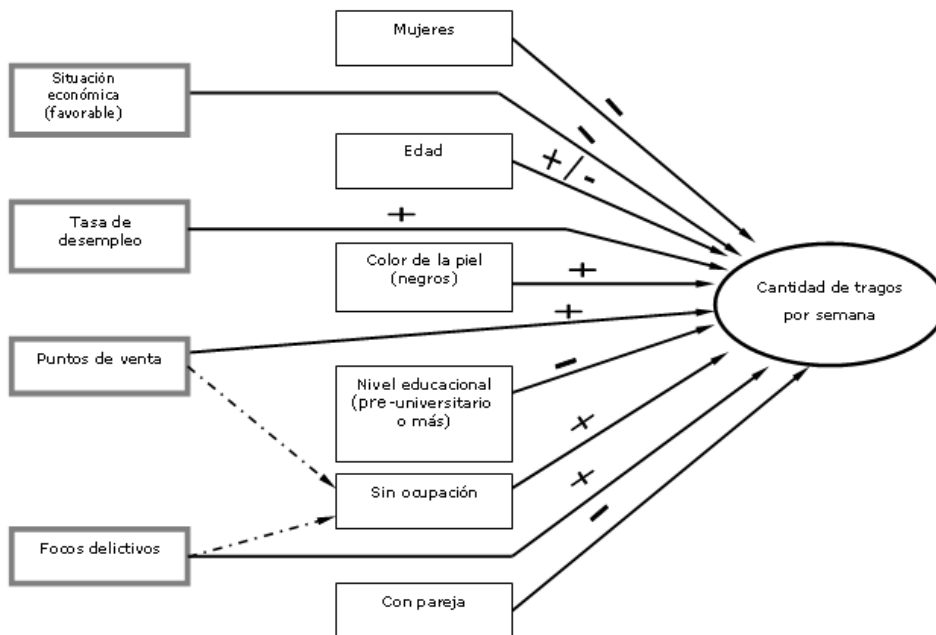 Mujeres
−
Situación
económica
(favorable)
−
Edad
+/-
Tasa de
desempleo
+
Color de la piel
(negros)
+
Cantidad de tragos
por semana
Puntos de venta
+
Nivel educacional
(pre-universitario
o más)
−
Sin ocupación
+
Focos delictivos
+
Con pareja
−